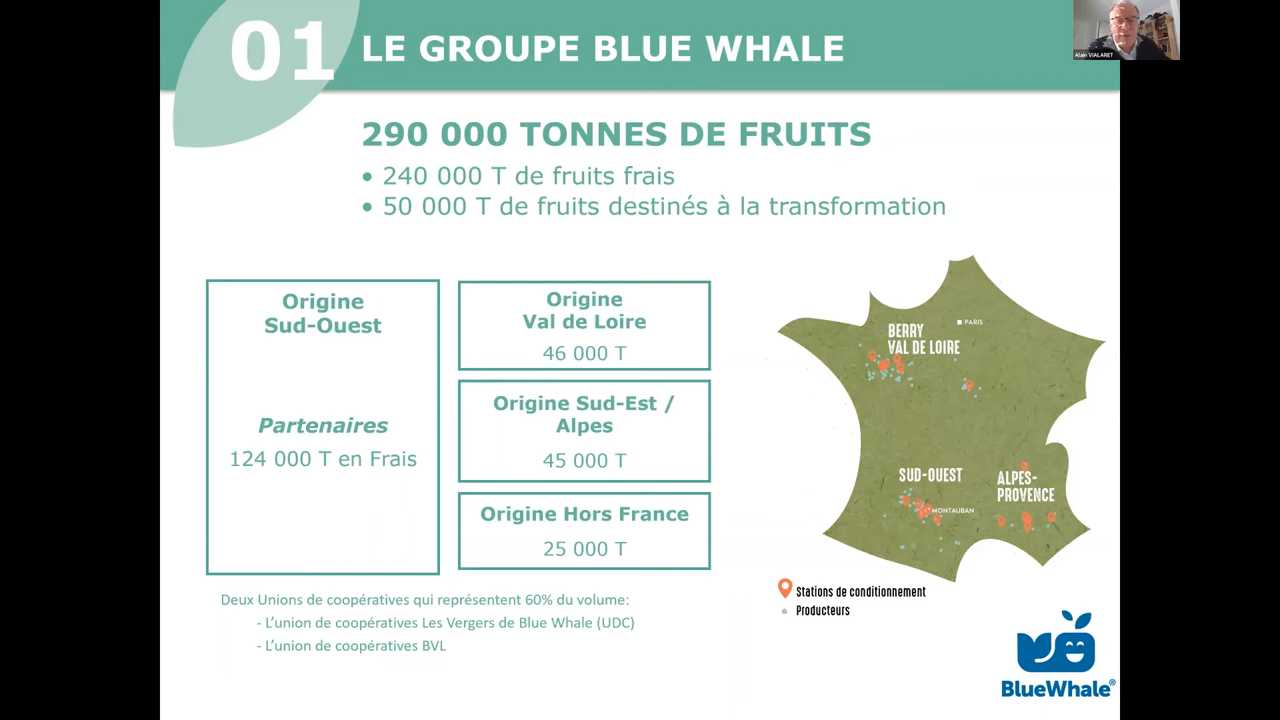 01
LE GROUPE BLUE WHALE
Alain VIALARET
290 000 TONNES DE FRUITS
• 240 000 T de fruits frais
• 50 000 T de fruits destinés à la transformation
Origine
Sud-Ouest
Partenaires
124 000 T en Frais
Origine
Val de Loire
46 000 T
Origine Sud-Est /
Alpes
45 000 T
Origine Hors France
25 000 T
PARIS
BERRY
VAL DE LOIRE
SUD-OUEST
MONTAUBAN
ALPES-
PROVENCE
Stations de conditionnement
Producteurs
Deux Unions de coopératives qui représentent 60% du volume:
- L'union de coopératives Les Vergers de Blue Whale (UDC)
- L'union de coopératives BVL
BlueWhale®